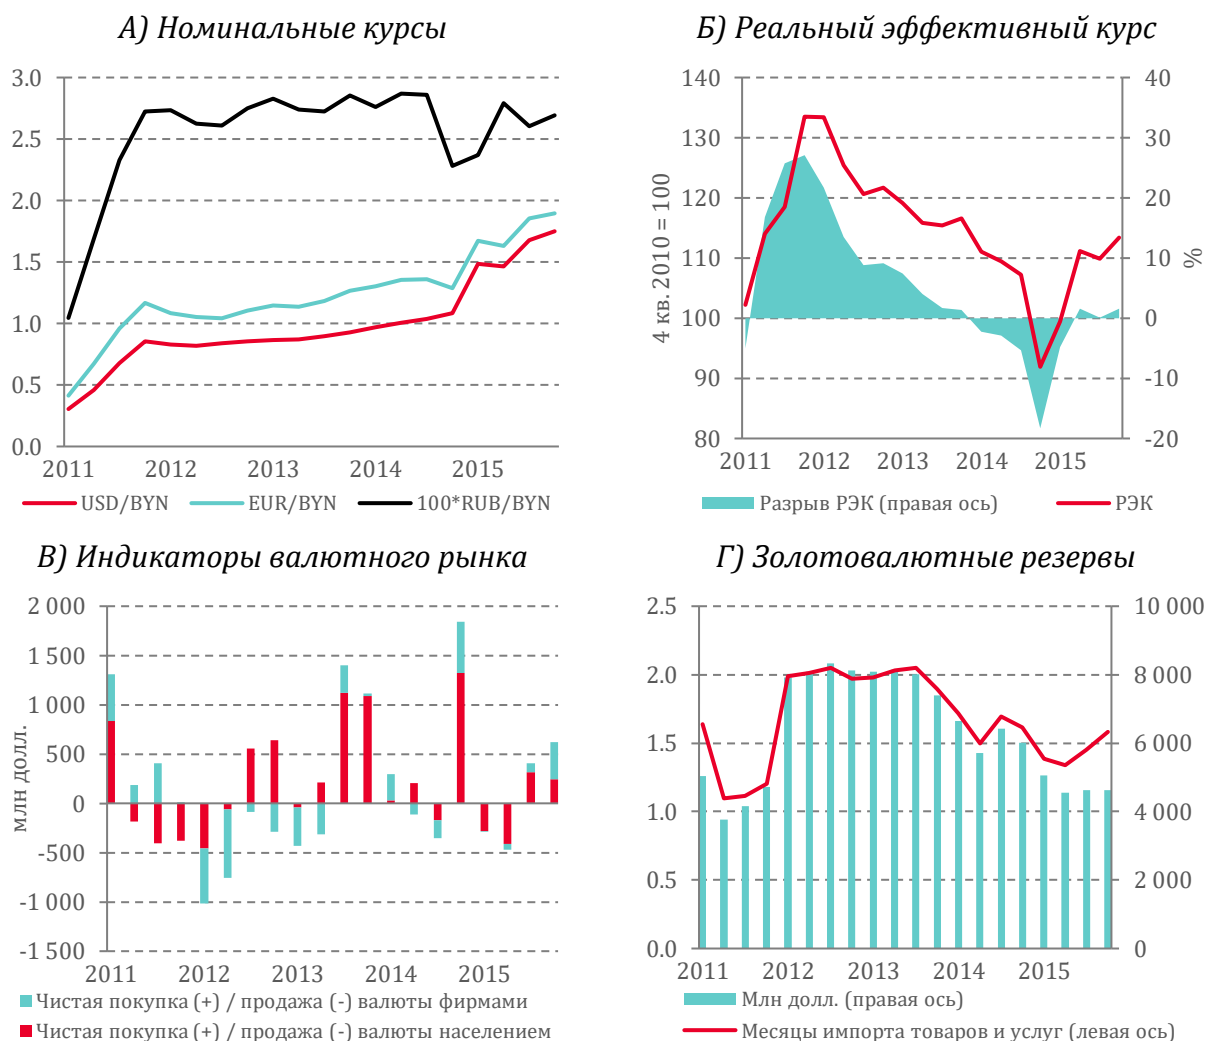 А) Номинальные курсы
3.0
2.5
2.0
1.5
1.0
0.5
0.0
2011 2012 2013 2014 2015
USD/BYN EUR/BYN 100*RUB/BYN
Б) Реальный эффективный курс
4 кв. 2010 = 100
140
130
120
110
100
90
80
40
30
20
10
0
-10
-20
%
2011 2012 2013 2014 2015
Разрыв РЭК (правая ось) РЭК
В) Индикаторы валютного рынка
млн долл.
2 000
1 500
1 000
500
0
-500
-1 000
-1 500
2011 2012 2013 2014 2015
Чистая покупка (+) / продажа (-) валюты фирмами
Чистая покупка (+) / продажа (-) валюты населением
Г) Золотовалютные резервы
2.5
2.0
1.5
1.0
0.5
0.0
10 000
8 000
6 000
4 000
2 000
0
2011 2012 2013 2014 2015
Млн долл. (правая ось)
Месяцы импорта товаров и услуг (левая ось)